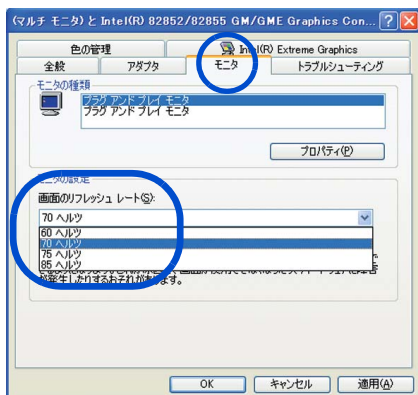 (マルチ モニタ) と Intel(R) 82852/82855 GM/GME Graphics Con...
色の管理
Intel(R) Extreme Graphics
全般
アダプタ
モニタ
トラブルシューティング
モニタの種類
プラグ アンド プレイ モニタ
プラグ アンド プレイ モニタ
プロパティ(P)
モニタの設定
画面のリフレッシュ レート(S):
70 ヘルツ
60 ヘルツ
70 ヘルツ
75 ヘルツ
85 ヘルツ
が発生したりするおそれがあります。
OK
キャンセル
適用(A)